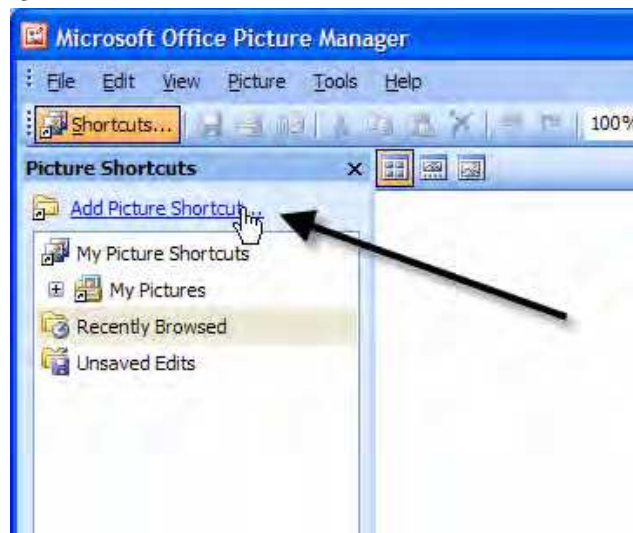 Microsoft Office Picture Manager
File Edit View Picture Tools Help
Shortcuts... 100%
Picture Shortcuts
Add Picture Shortcut...
My Picture Shortcuts
My Pictures
Recently Browsed
Unsaved Edits